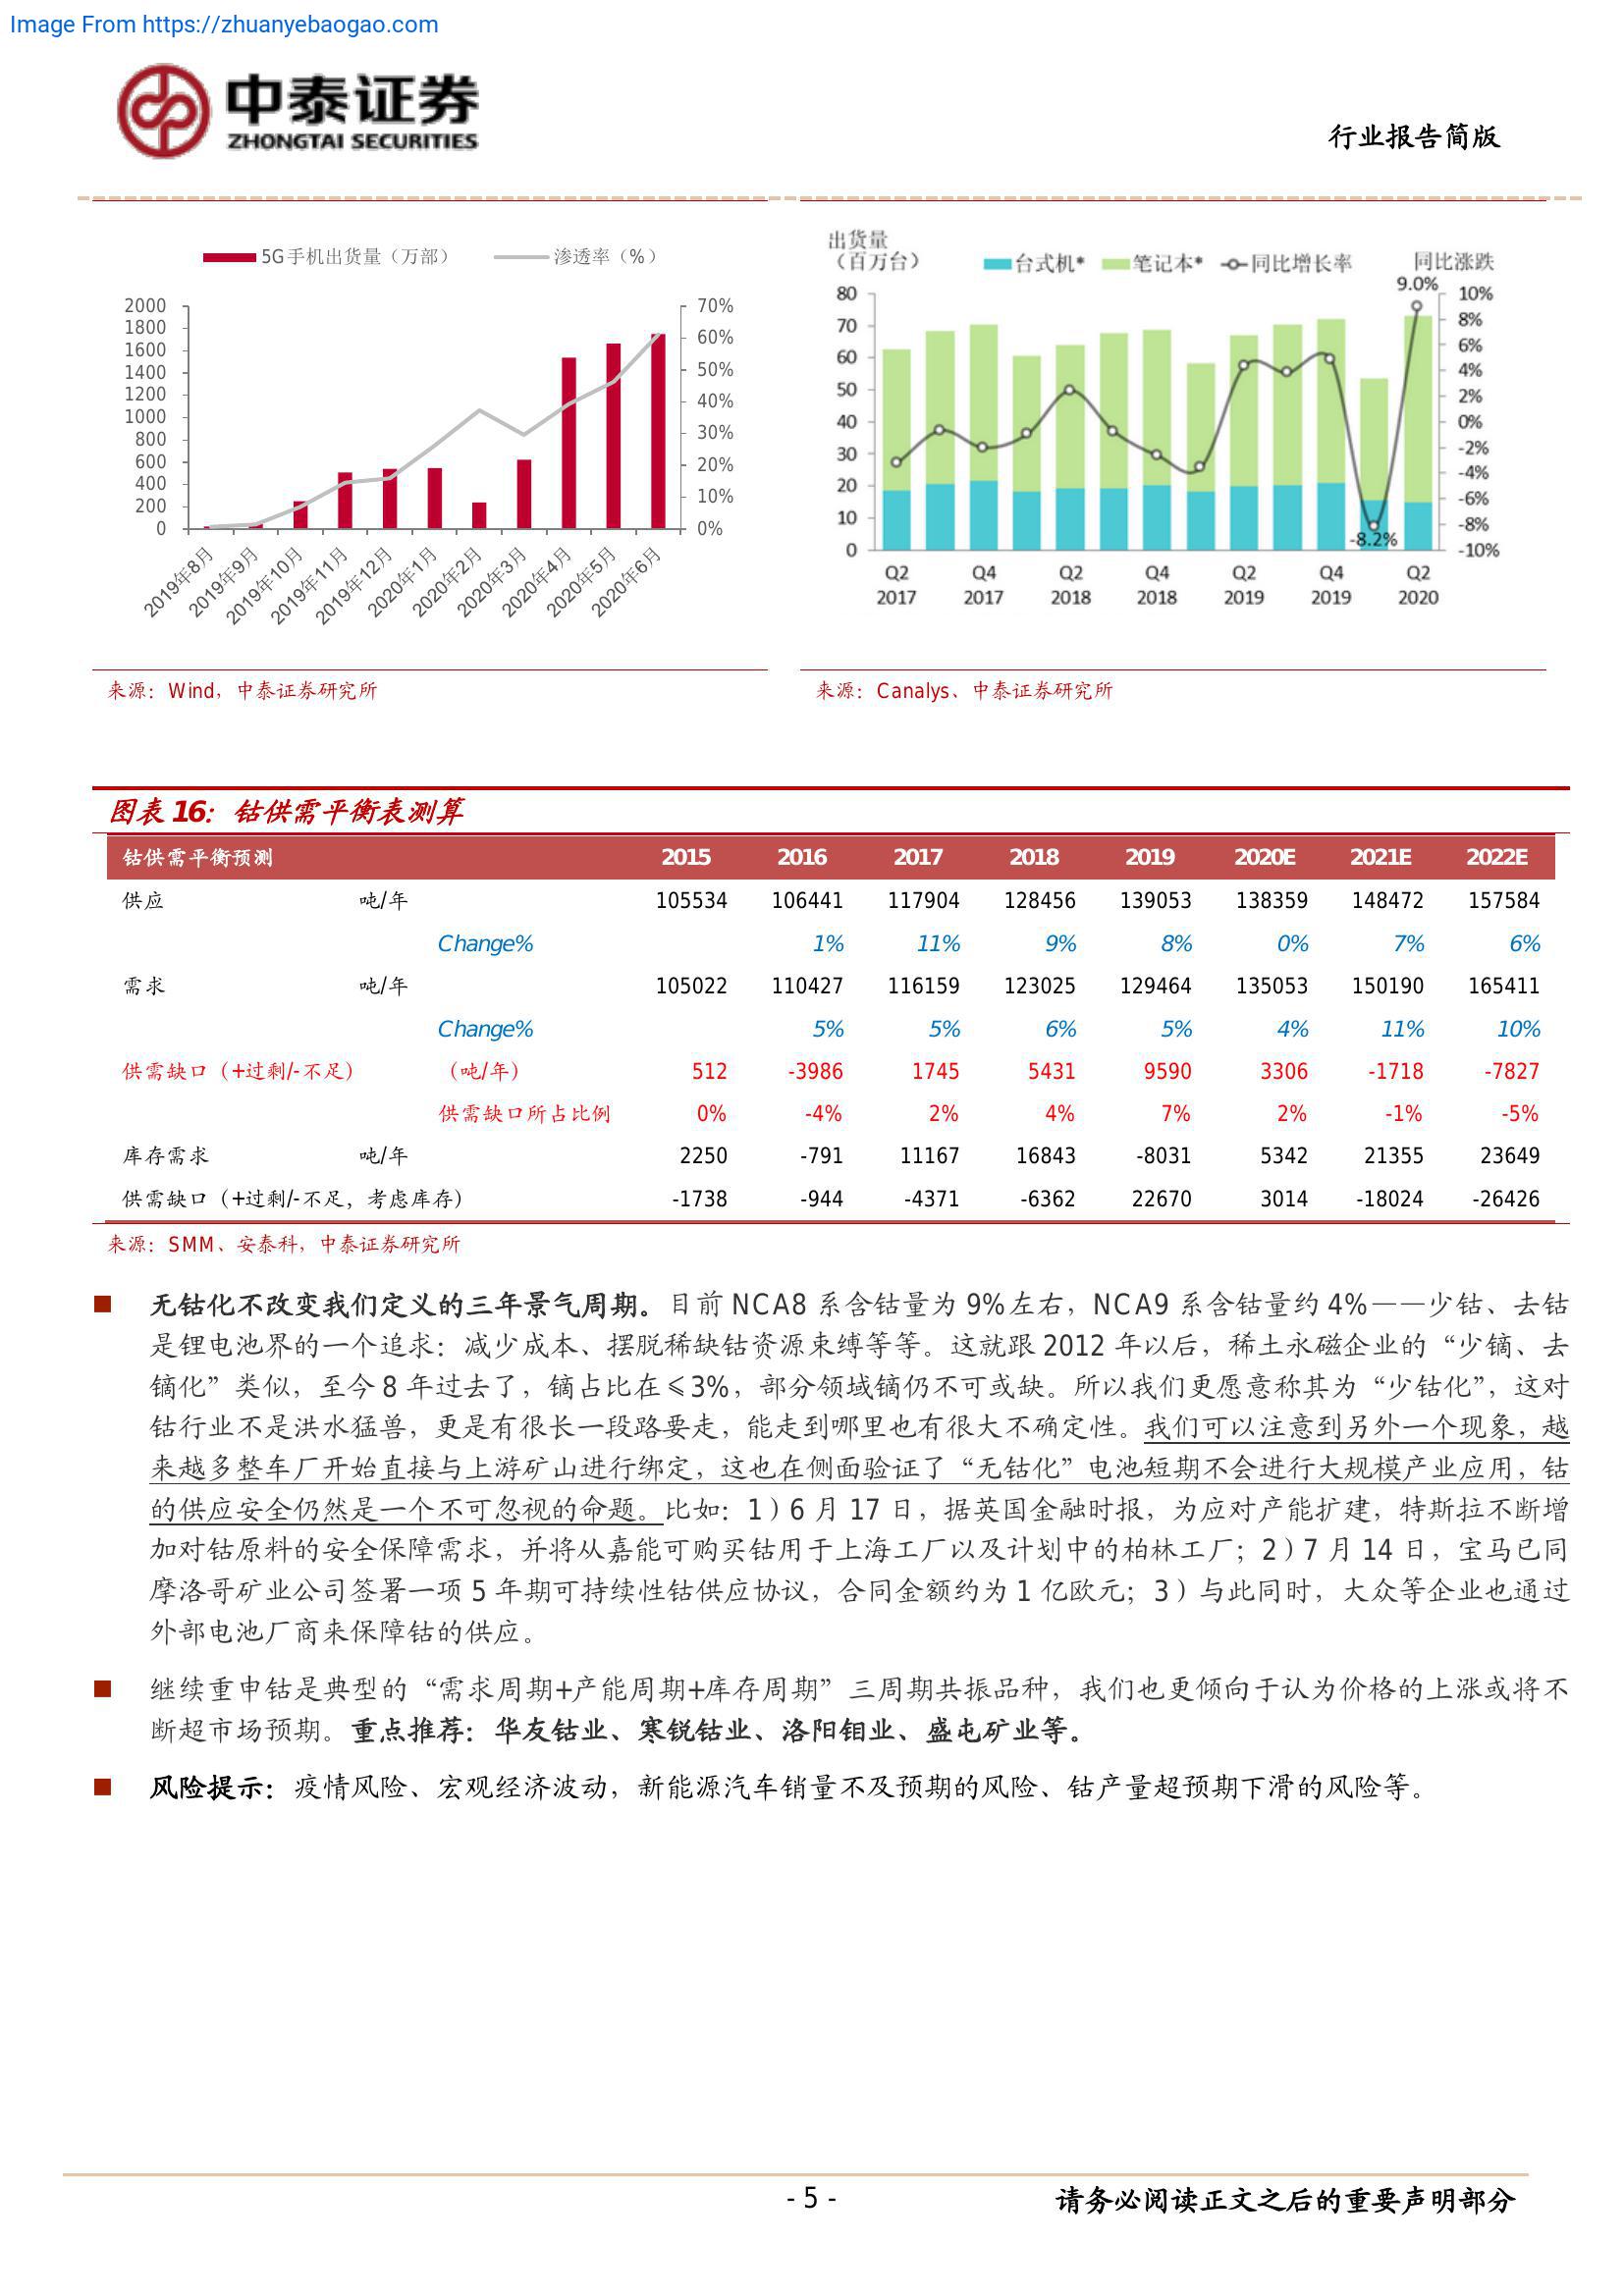 Image From https://zhuanyebaogao.com
中泰证券
ZHONGTAI SECURITIES
行业报告简版
5G手机出货量（万部） 渗透率（%）
2000
1800
1600
1400
1200
1000
800
600
400
200
0
70%
60%
50%
40%
30%
20%
10%
0%
2019年8月 2019年9月 2019年10月 2019年11月 2019年12月 2020年1月 2020年2月 2020年3月 2020年4月 2020年5月 2020年6月
出货量
（百万台）
台式机* 笔记本* 同比增长率
同比涨跌
9.0%
80
70
60
50
40
30
20
10
0
10%
8%
6%
4%
2%
0%
-2%
-4%
-6%
-8%
-10%
-8.2%
Q2 Q4 Q2 Q4 Q2 Q4 Q2
2017 2017 2018 2018 2019 2019 2020
来源：Wind，中泰证券研究所
来源：Canalys、中泰证券研究所
图表 16：钴供需平衡表测算
钴供需平衡预测 2015 2016 2017 2018 2019 2020E 2021E 2022E
供应 吨/年 105534 106441 117904 128456 139053 138359 148472 157584
Change% 1% 11% 9% 8% 0% 7% 6%
需求 吨/年 105022 110427 116159 123025 129464 135053 150190 165411
Change% 5% 5% 6% 5% 4% 11% 10%
供需缺口（+过剩/-不足） （吨/年） 512 -3986 1745 5431 9590 3306 -1718 -7827
供需缺口所占比例 0% -4% 2% 4% 7% 2% -1% -5%
库存需求 吨/年 2250 -791 11167 16843 -8031 5342 21355 23649
供需缺口（+过剩/-不足，考虑库存） -1738 -944 -4371 -6362 22670 3014 -18024 -26426
来源：SMM、安泰科，中泰证券研究所
■ 无钴化不改变我们定义的三年景气周期。目前 NCA8 系含钴量为 9%左右，NCA9 系含钴量约 4%——少钴、去钴
是锂电池界的一个追求：减少成本、摆脱稀缺钴资源束缚等等。这就跟 2012 年以后，稀土永磁企业的“少镝、去
镝化”类似，至今 8 年过去了，镝占比在≤3%，部分领域镝仍不可或缺。所以我们更愿意称其为“少钴化”，这对
钴行业不是洪水猛兽，更是有很长一段路要走，能走到哪里也有很大不确定性。我们可以注意到另外一个现象，越
来越多整车厂开始直接与上游矿山进行绑定，这也在侧面验证了“无钴化”电池短期不会进行大规模产业应用，钴
的供应安全仍然是一个不可忽视的命题。比如：1）6 月 17 日，据英国金融时报，为应对产能扩建，特斯拉不断增
加对钴原料的安全保障需求，并将从嘉能可购买钴用于上海工厂以及计划中的柏林工厂；2）7 月 14 日，宝马已同
摩洛哥矿业公司签署一项 5 年期可持续性钴供应协议，合同金额约为 1 亿欧元；3）与此同时，大众等企业也通过
外部电池厂商来保障钴的供应。
■ 继续重申钴是典型的“需求周期+产能周期+库存周期”三周期共振品种，我们也更倾向于认为价格的上涨或将不
断超市场预期。重点推荐：华友钴业、寒锐钴业、洛阳钼业、盛屯矿业等。
■ 风险提示：疫情风险、宏观经济波动，新能源汽车销量不及预期的风险、钴产量超预期下滑的风险等。
- 5 -
请务必阅读正文之后的重要声明部分